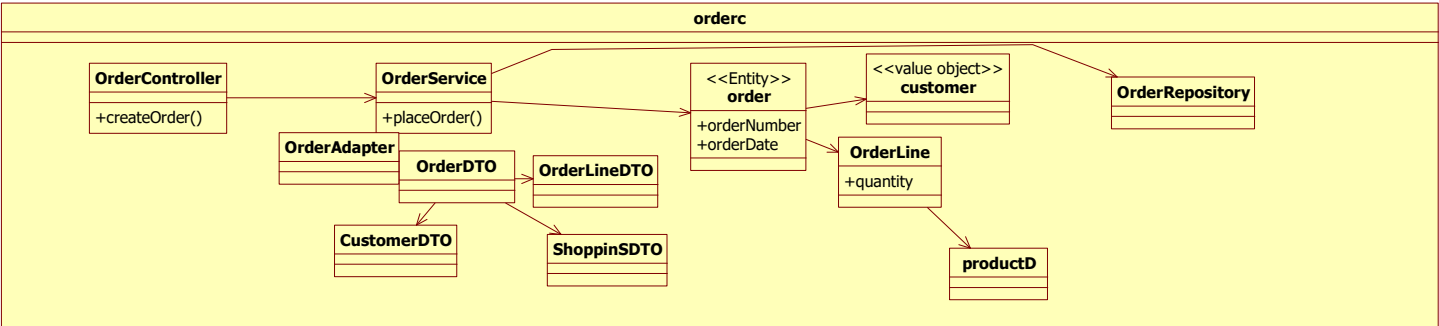 orderc
OrderController
+createOrder()
OrderService
+placeOrder()
<<Entity>>
order
+orderNumber
+orderDate
<<value object>>
customer
OrderRepository
OrderAdapter
OrderDTO
OrderLineDTO
OrderLine
+quantity
CustomerDTO
ShoppinSDTO
productD